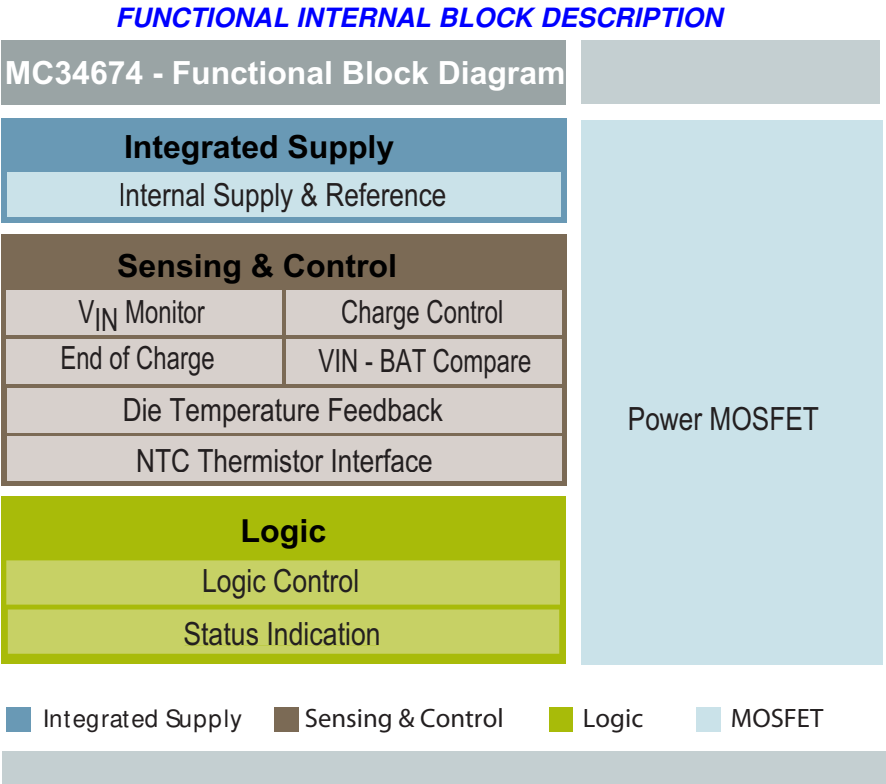 FUNCTIONAL INTERNAL BLOCK DESCRIPTION
MC34674 - Functional Block Diagram
Integrated Supply
Internal Supply & Reference
Sensing & Control
VIN Monitor
Charge Control
End of Charge
VIN - BAT Compare
Die Temperature Feedback
NTC Thermistor Interface
Logic
Logic Control
Status Indication
Power MOSFET
Integrated Supply
Sensing & Control
Logic
MOSFET